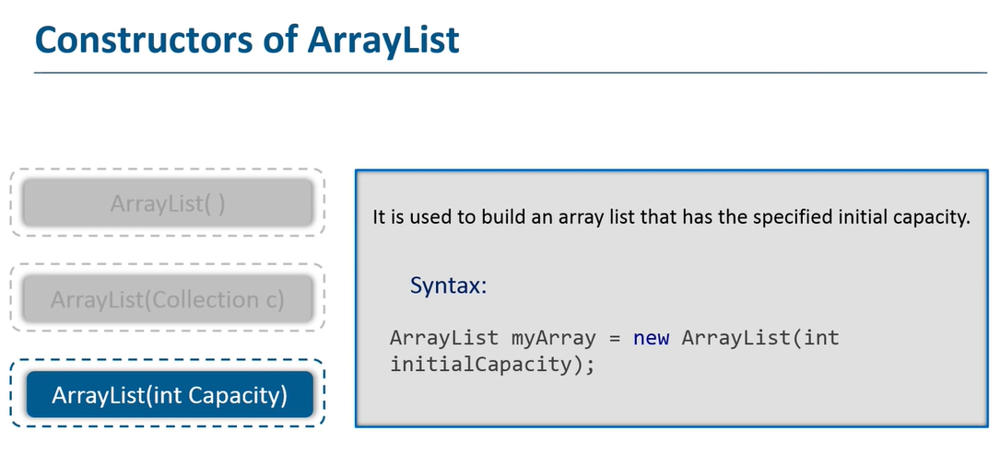 Constructors of ArrayList
ArrayList( )
ArrayList(Collection c)
ArrayList(int Capacity)
It is used to build an array list that has the specified initial capacity.
Syntax:
ArrayList myArray = new ArrayList(int
initialCapacity);